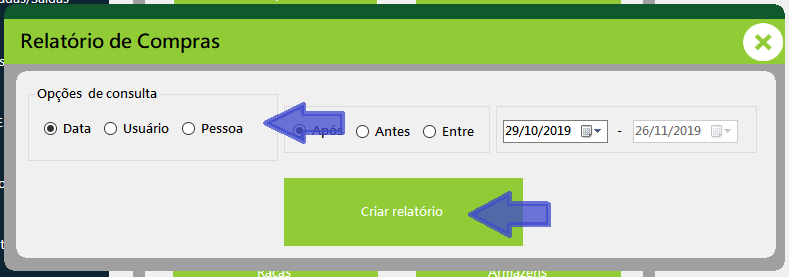 adas/Saídas
Relatório de Compras
Opções de consulta
Data Usuário Pessoa
Após Antes Entre
29/10/2019 - 26/11/2019
Criar relatório
Raças Armazéns